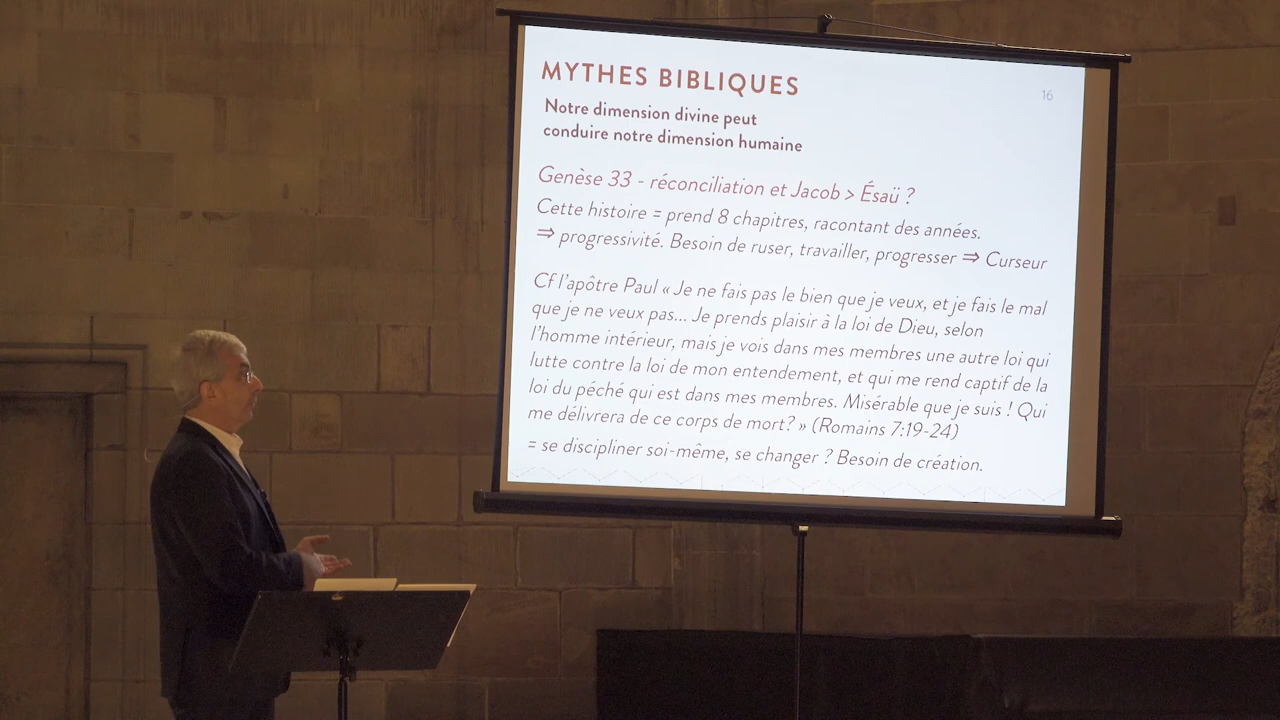 MYTHES BIBLIQUES
16
Notre dimension divine peut
conduire notre dimension humaine
Genèse 33 - réconciliation et Jacob > Ésaü ?
Cette histoire = prend 8 chapitres, racontant des années.
⇒ progressivité. Besoin de ruser, travailler, progresser ⇒ Curseur
Cf l'apôtre Paul « Je ne fais pas le bien que je veux, et je fais le mal
que je ne veux pas... Je prends plaisir à la loi de Dieu, selon
l'homme intérieur, mais je vois dans mes membres une autre loi qui
lutte contre la loi de mon entendement, et qui me rend captif de la
loi du péché qui est dans mes membres. Misérable que je suis ! Qui
me délivrera de ce corps de mort? » (Romains 7:19-24)
= se discipliner soi-même, se changer ? Besoin de création.